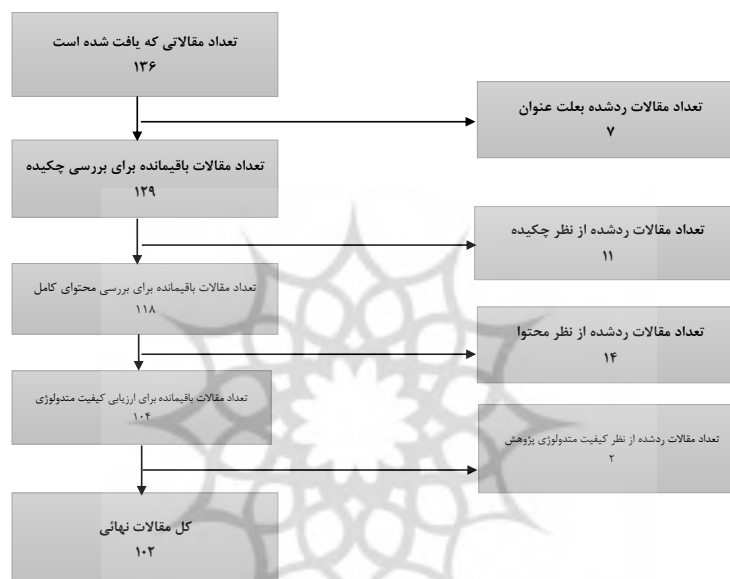 تعداد مقالاتی که یافت شده است
۱۳۶
تعداد مقالات ردشده بعلت عنوان
۷
تعداد مقالات باقیمانده برای بررسی چکیده
۱۲۹
تعداد مقالات ردشده از نظر چکیده
۱۱
تعداد مقالات باقیمانده برای بررسی محتوای کامل
۱۱۸
تعداد مقالات ردشده از نظر محتوا
۱۴
تعداد مقالات باقیمانده برای ارزیابی کیفیت متدولوژی
۱۰۴
تعداد مقالات ردشده از نظر کیفیت متدولوژی پژوهش
۲
کل مقالات نهائی
۱۰۲